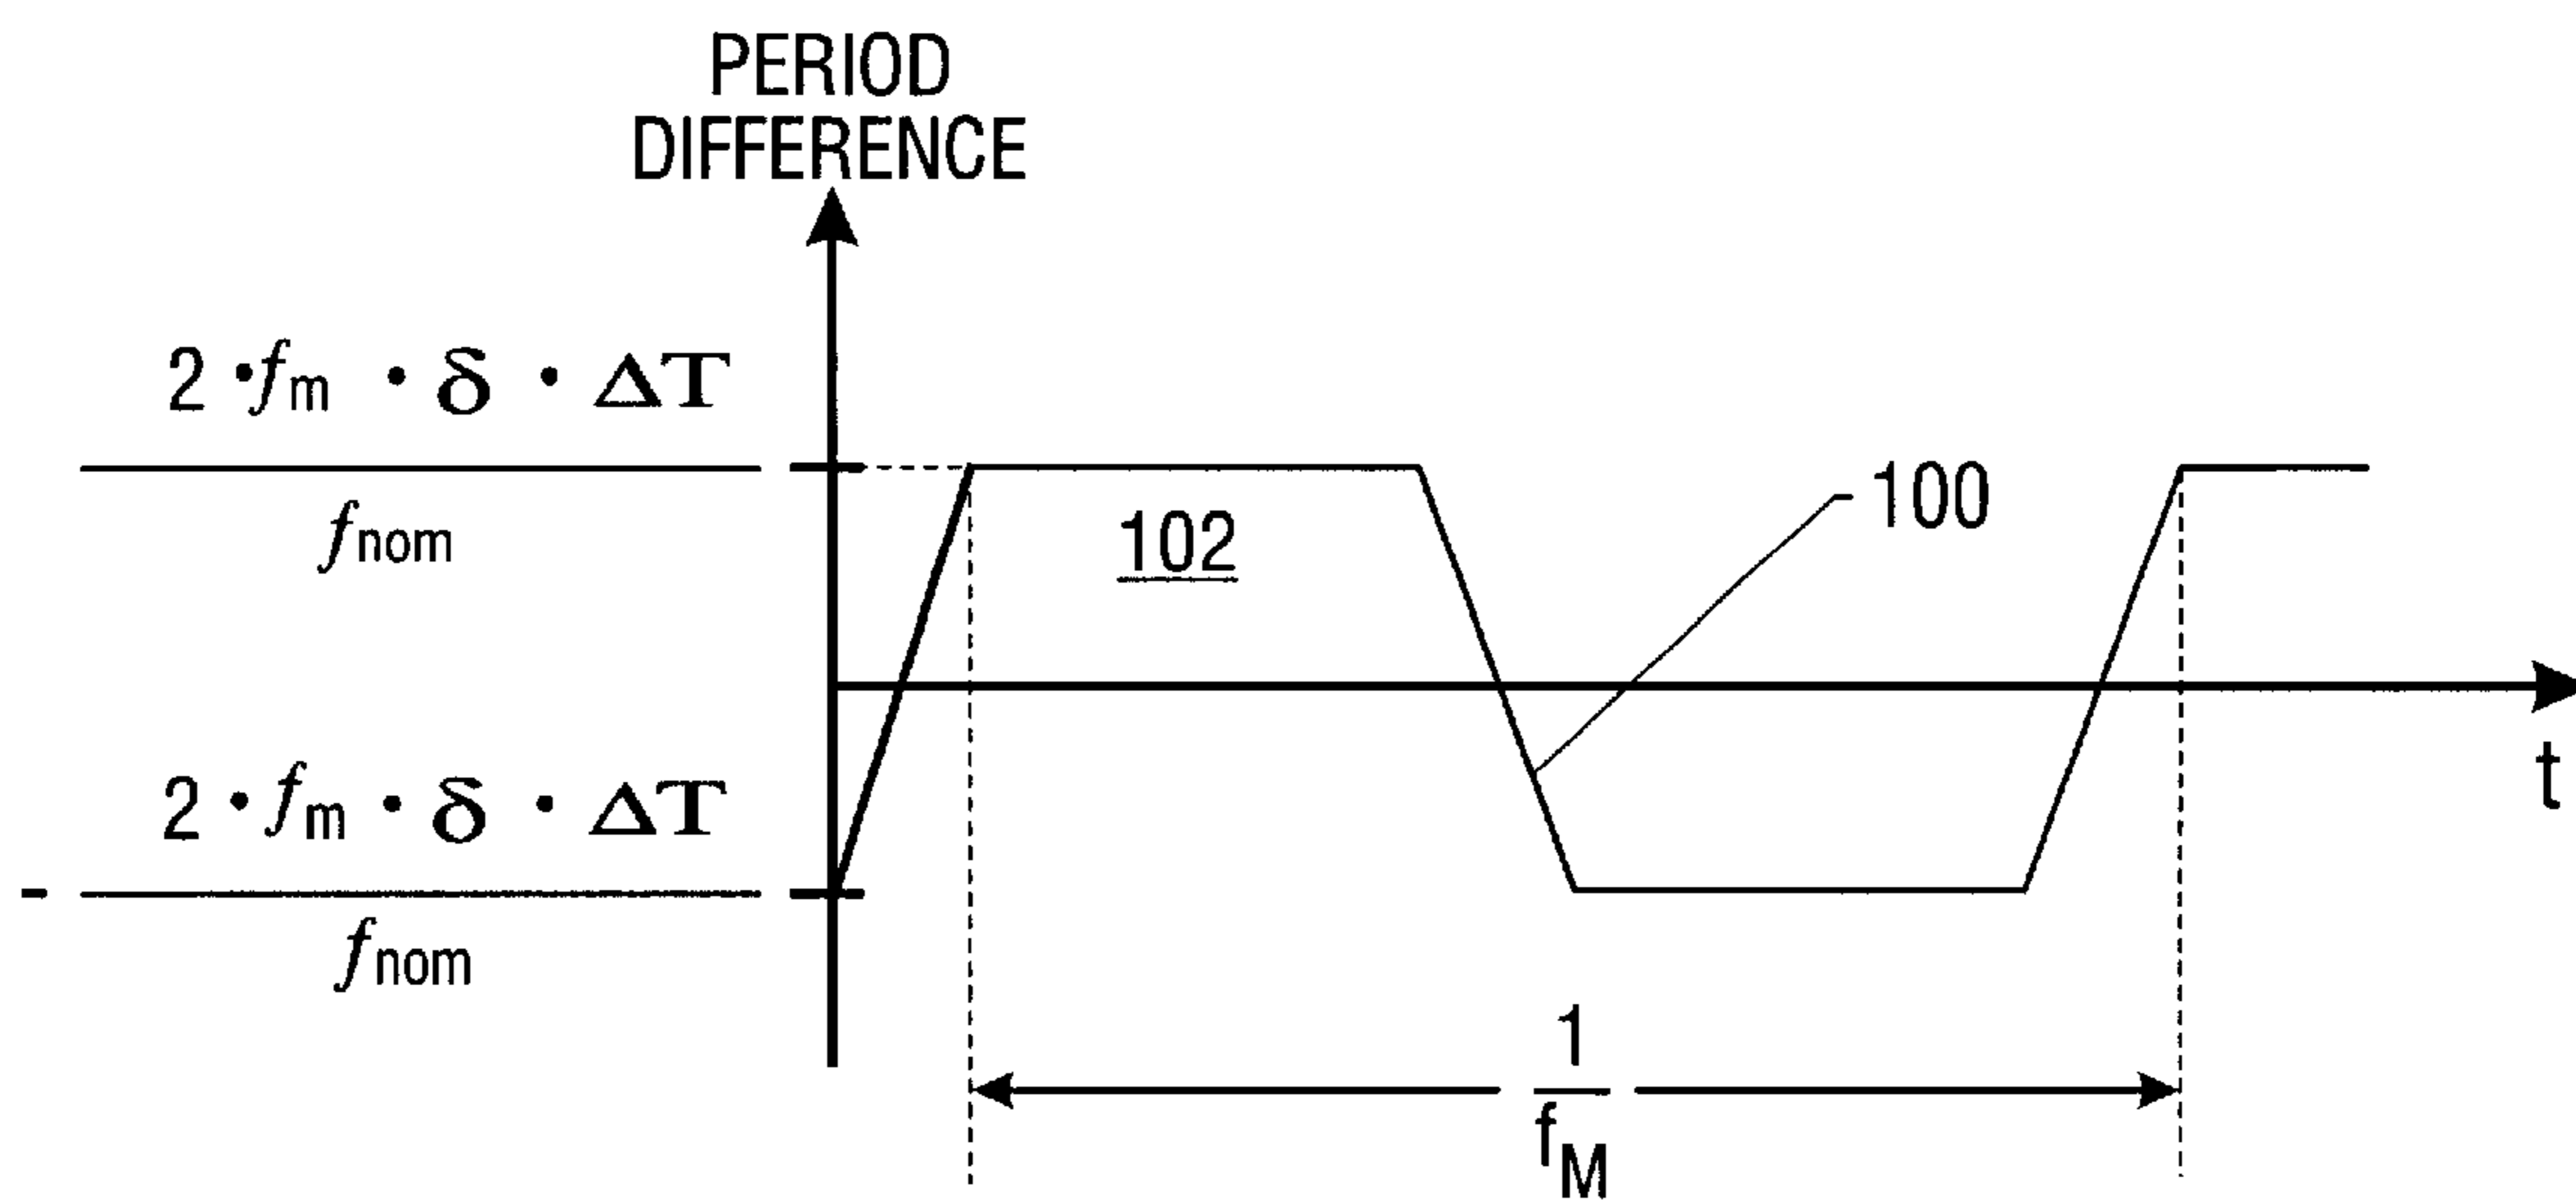 PERIOD
DIFFERENCE
2 · fm · δ · ΔT
fnom
102
100
2 · fm · δ · ΔT
-
fnom
t
1
fM